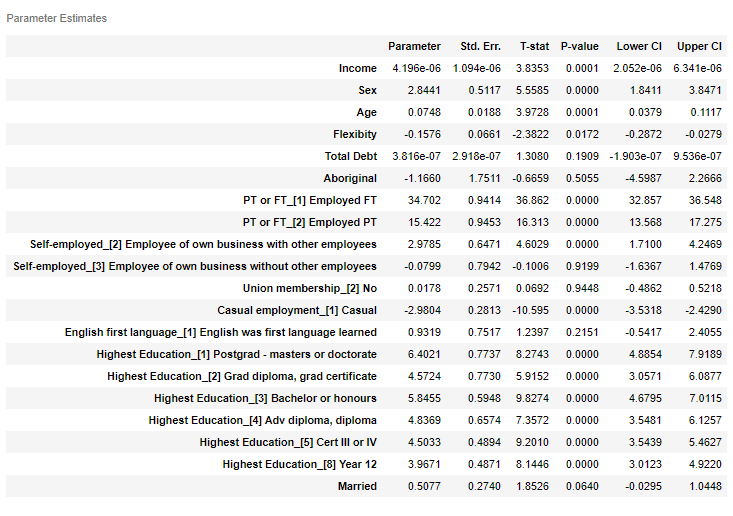 Parameter Estimates
Parameter Std. Err. T-stat P-value Lower CI Upper CI
Income 4.196e-06 1.094e-06 3.8353 0.0001 2.052e-06 6.341e-06
Sex 2.8441 0.5117 5.5585 0.0000 1.8411 3.8471
Age 0.0748 0.0188 3.9728 0.0001 0.0379 0.1117
Flexibity -0.1576 0.0661 -2.3822 0.0172 -0.2872 -0.0279
Total Debt 3.816e-07 2.918e-07 1.3080 0.1909 -1.903e-07 9.536e-07
Aboriginal -1.1660 1.7511 -0.6659 0.5055 -4.5987 2.2666
PT or FT_[1] Employed FT 34.702 0.9414 36.862 0.0000 32.857 36.548
PT or FT_[2] Employed PT 15.422 0.9453 16.313 0.0000 13.568 17.275
Self-employed_[2] Employee of own business with other employees 2.9785 0.6471 4.6029 0.0000 1.7100 4.2469
Self-employed_[3] Employee of own business without other employees -0.0799 0.7942 -0.1006 0.9199 -1.6367 1.4769
Union membership_[2] No 0.0178 0.2571 0.0692 0.9448 -0.4862 0.5218
Casual employment_[1] Casual -2.9804 0.2813 -10.595 0.0000 -3.5318 -2.4290
English first language_[1] English was first language learned 0.9319 0.7517 1.2397 0.2151 -0.5417 2.4055
Highest Education_[1] Postgrad - masters or doctorate 6.4021 0.7737 8.2743 0.0000 4.8854 7.9189
Highest Education_[2] Grad diploma, grad certificate 4.5724 0.7730 5.9152 0.0000 3.0571 6.0877
Highest Education_[3] Bachelor or honours 5.8455 0.5948 9.8274 0.0000 4.6795 7.0115
Highest Education_[4] Adv diploma, diploma 4.8369 0.6574 7.3572 0.0000 3.5481 6.1257
Highest Education_[5] Cert III or IV 4.5033 0.4894 9.2010 0.0000 3.5439 5.4627
Highest Education_[8] Year 12 3.9671 0.4871 8.1446 0.0000 3.0123 4.9220
Married 0.5077 0.2740 1.8526 0.0640 -0.0295 1.0448